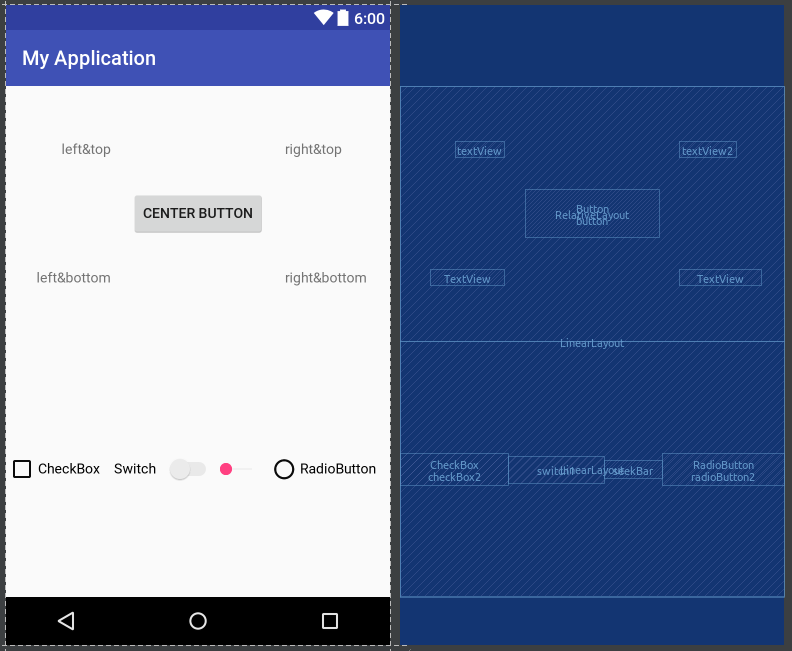 6:00
My Application
left&top
right&top
CENTER BUTTON
left&bottom
right&bottom
CheckBox
Switch
RadioButton
textView
textView2
Button
RelativeLayout
button
TextView
TextView
LinearLayout
CheckBox
checkBox2
switch1
LinearLayout
seekBar
RadioButton
radioButton2